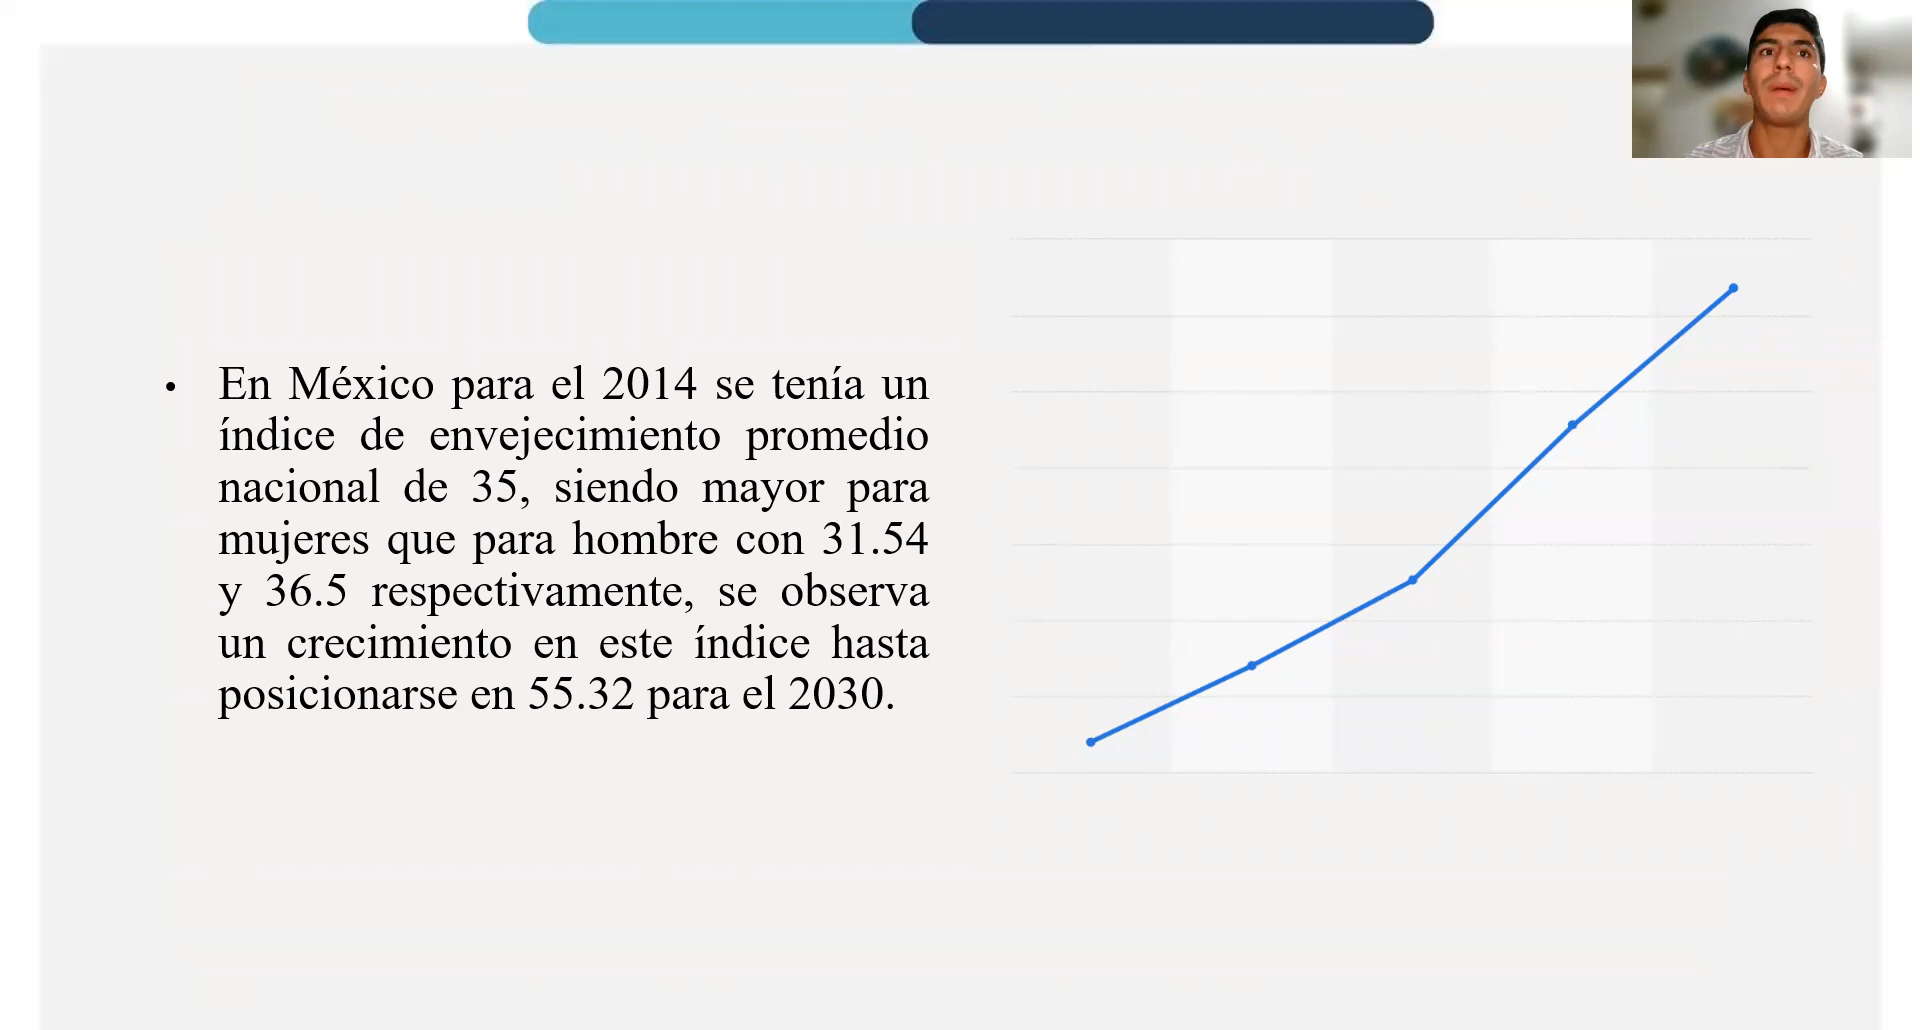 • En México para el 2014 se tenía un
índice de envejecimiento promedio
nacional de 35, siendo mayor para
mujeres que para hombre con 31.54
y 36.5 respectivamente, se observa
un crecimiento en este índice hasta
posicionarse en 55.32 para el 2030.